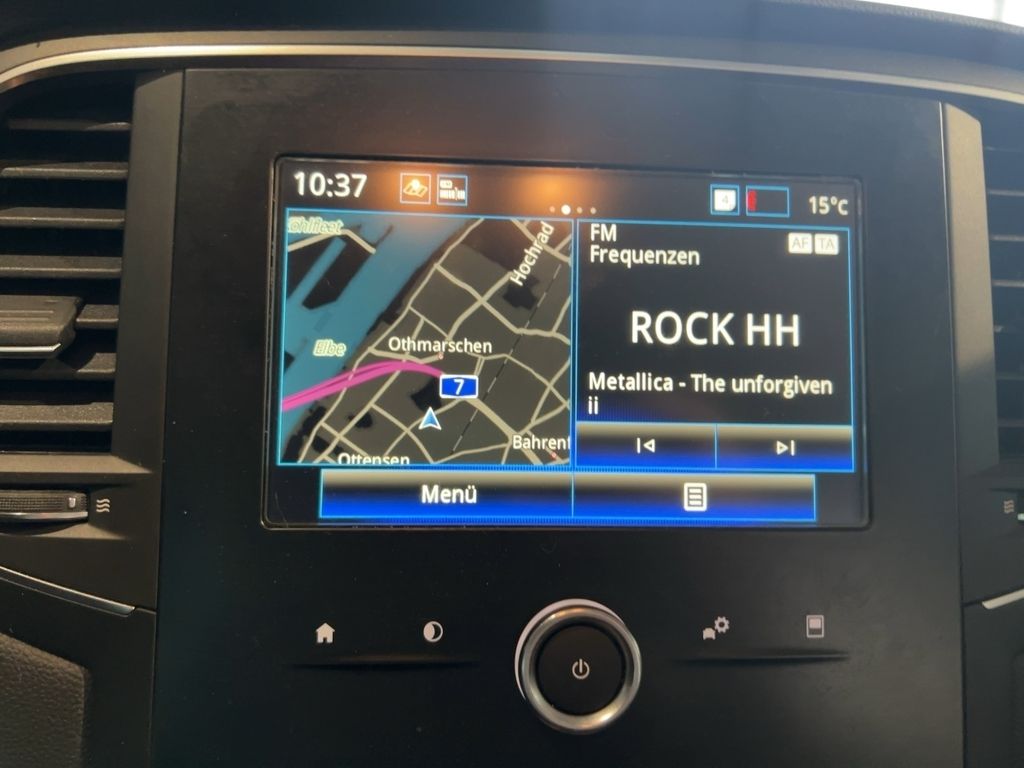 10:37
4
15°C
Hochrad
Elbe
Othmarschen
7
Ottensen
FM
Frequenzen
AF TA
ROCK HH
Metallica - The unforgiven
ii
Menü